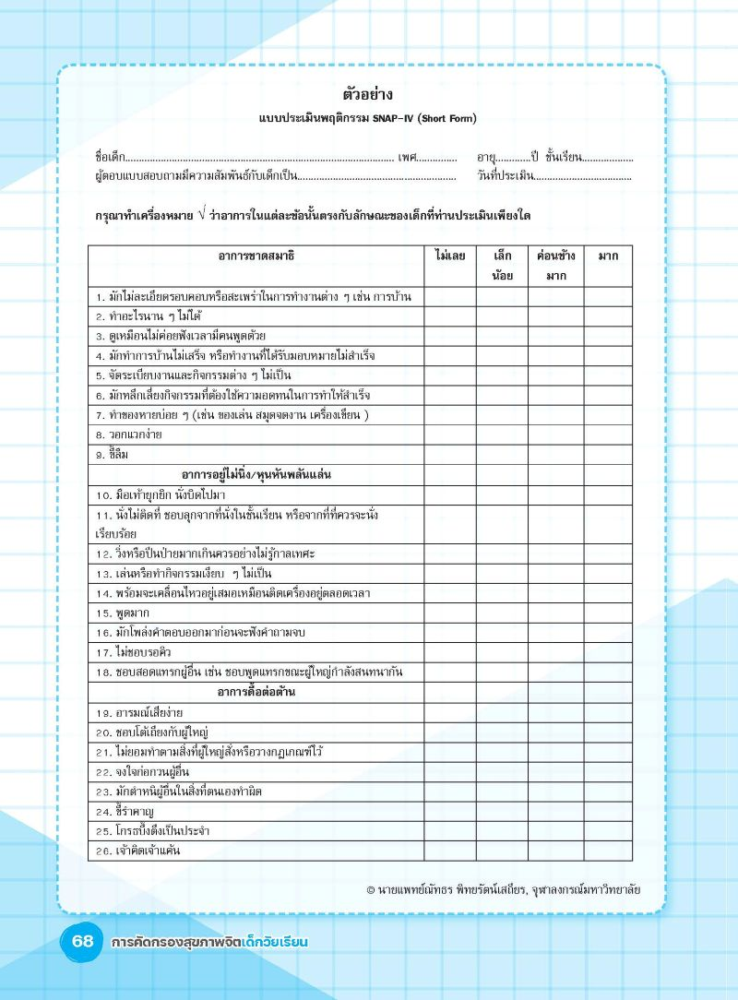 ตัวอย่าง
แบบประเมินพฤติกรรม SNAP-IV (Short Form)
ชื่อเด็ก.................................................................................... เพศ............. อายุ............ปี ชั้นเรียน.................
ผู้ตอบแบบสอบถามมีความสัมพันธ์กับเด็กเป็น.................................................... วันที่ประเมิน................................
กรุณาทำเครื่องหมาย √ ว่าอาการในแต่ละข้อนั้นตรงกับลักษณะของเด็กที่ท่านประเมินเพียงใด
อาการขาดสมาธิ ไม่เลย เล็กน้อย ค่อนข้างมาก มาก
1. มักไม่ละเอียดรอบคอบหรือสะเพร่าในการทำงานต่าง ๆ เช่น การบ้าน
2. ทำอะไรนาน ๆ ไม่ได้
3. ดูเหมือนไม่ค่อยฟังเวลามีคนพูดด้วย
4. มักทำการบ้านไม่เสร็จ หรือทำงานที่ได้รับมอบหมายไม่สำเร็จ
5. จัดระเบียบงานและกิจกรรมต่าง ๆ ไม่เป็น
6. มักหลีกเลี่ยงกิจกรรมที่ต้องใช้ความอดทนในการทำให้สำเร็จ
7. ทำของหายบ่อย ๆ (เช่น ของเล่น สมุดจดงาน เครื่องเขียน )
8. วอกแวกง่าย
9. ขี้ลืม
อาการอยู่ไม่นิ่ง/หุนหันพลันแล่น
10. มือเท้ายุกยิก นั่งบิดไปมา
11. นั่งไม่ติดที่ ชอบลุกจากที่นั่งในชั้นเรียน หรือจากที่ที่ควรจะนั่ง
เรียบร้อย
12. วิ่งหรือปีนป่ายมากเกินควรอย่างไม่รู้กาลเทศะ
13. เล่นหรือทำกิจกรรมเงียบ ๆ ไม่เป็น
14. พร้อมจะเคลื่อนไหวอยู่เสมอเหมือนติดเครื่องอยู่ตลอดเวลา
15. พูดมาก
16. มักโพล่งคำตอบออกมาก่อนจะฟังคำถามจบ
17. ไม่ชอบรอคิว
18. ชอบสอดแทรกผู้อื่น เช่น ชอบพูดแทรกขณะผู้ใหญ่กำลังสนทนากัน
อาการดื้อต่อต้าน
19. อารมณ์เสียง่าย
20. ชอบโต้เถียงกับผู้ใหญ่
21. ไม่ยอมทำตามสิ่งที่ผู้ใหญ่สั่งหรือวางกฎเกณฑ์ไว้
22. จงใจก่อกวนผู้อื่น
23. มักตำหนิผู้อื่นในสิ่งที่ตนเองทำผิด
24. ขี้รำคาญ
25. โกรธบึ้งตึงเป็นประจำ
26. เจ้าคิดเจ้าแค้น
© นายแพทย์ณัทธร พิทยรัตน์เสถียร, จุฬาลงกรณ์มหาวิทยาลัย
68 การคัดกรองสุขภาพจิตเด็กวัยเรียน